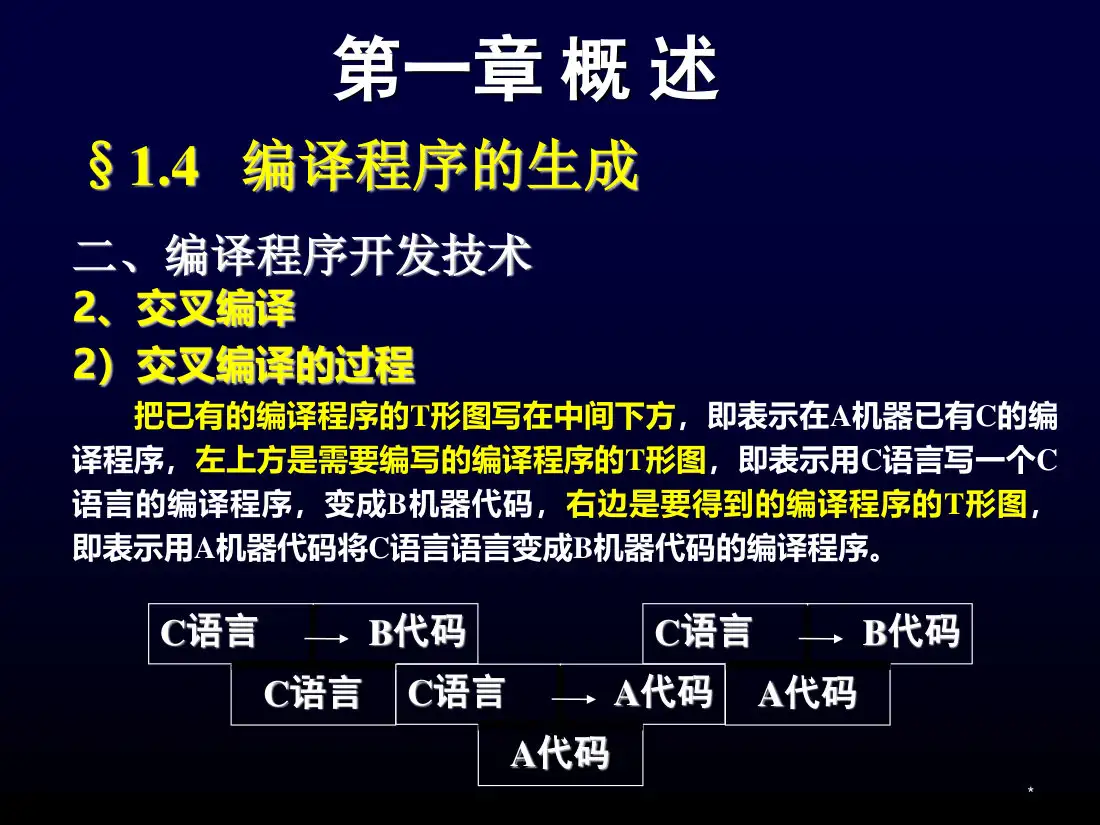 第一章 概 述
§1.4 编译程序的生成
二、编译程序开发技术
2、交叉编译
2）交叉编译的过程
把已有的编译程序的T形图写在中间下方，即表示在A机器已有C的编
译程序，左上方是需要编写的编译程序的T形图，即表示用C语言写一个C
语言的编译程序，变成B机器代码，右边是要得到的编译程序的T形图，
即表示用A机器代码将C语言语言变成B机器代码的编译程序。
C语言 → B代码 C语言 → B代码
C语言 C语言 → A代码 A代码
A代码
*